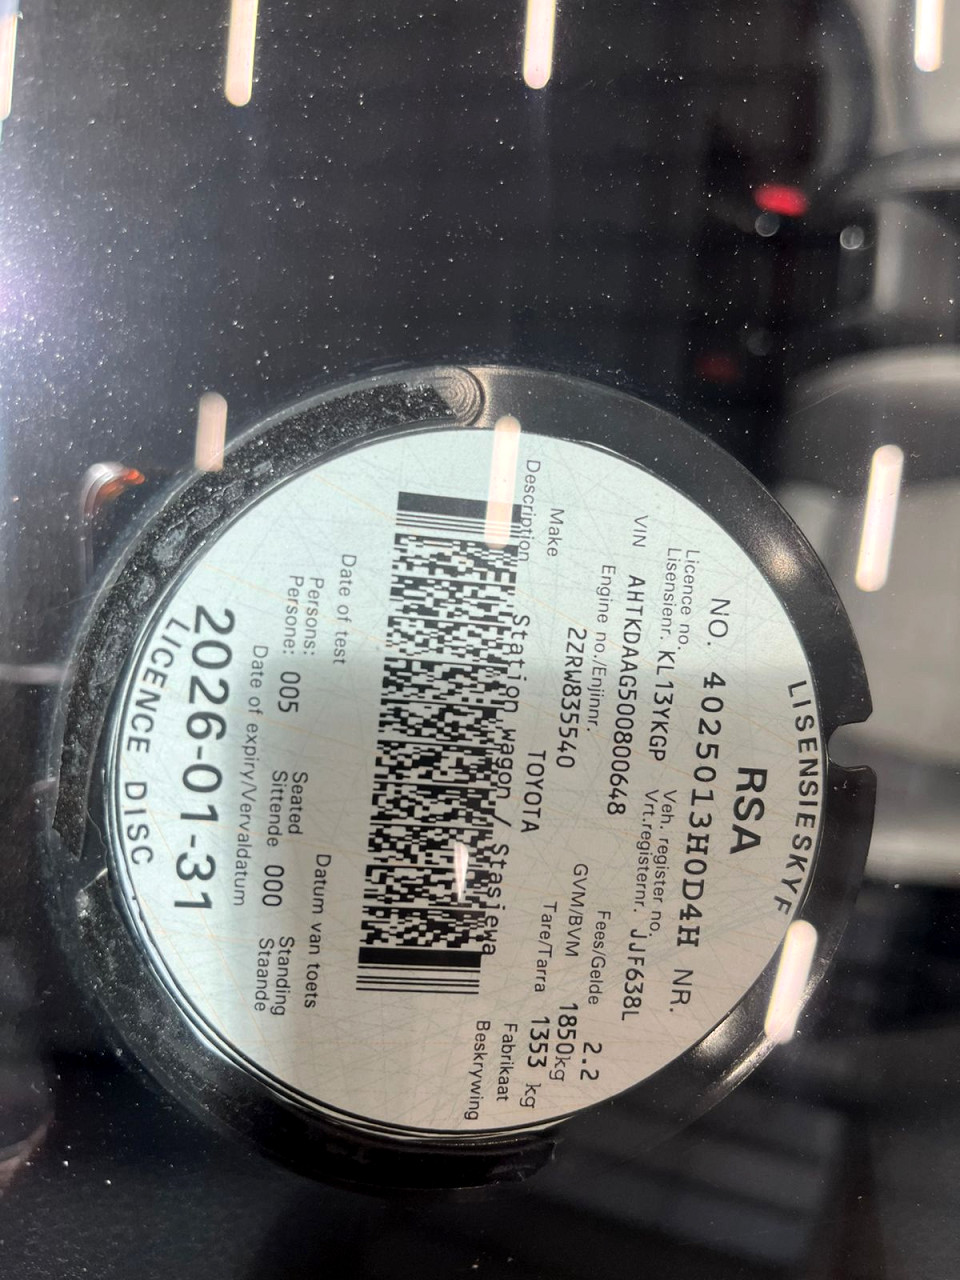 LISENSIESKYF
RSA
NO. 4025013H0D4H NR.
Licence no. Veh. register no.
Lisensienr. KL13YKGP Vrt.registernr. JJF638L
VIN AHTKDAAG500800648
Engine no./Enjinnr. Fees/Gelde 2.2
2ZRW835540 GVM/BVM 1850kg
Make TOYOTA Tare/Tarra 1353 kg
Fabrikaat
Description Station wagon / Stasiewa Beskrywing
Date of test Datum van toets
Persons: Seated Standing
Persone: 005 Sittende 000 Staande
Date of expiry/Vervaldatum
2026-01-31
LICENCE DISC